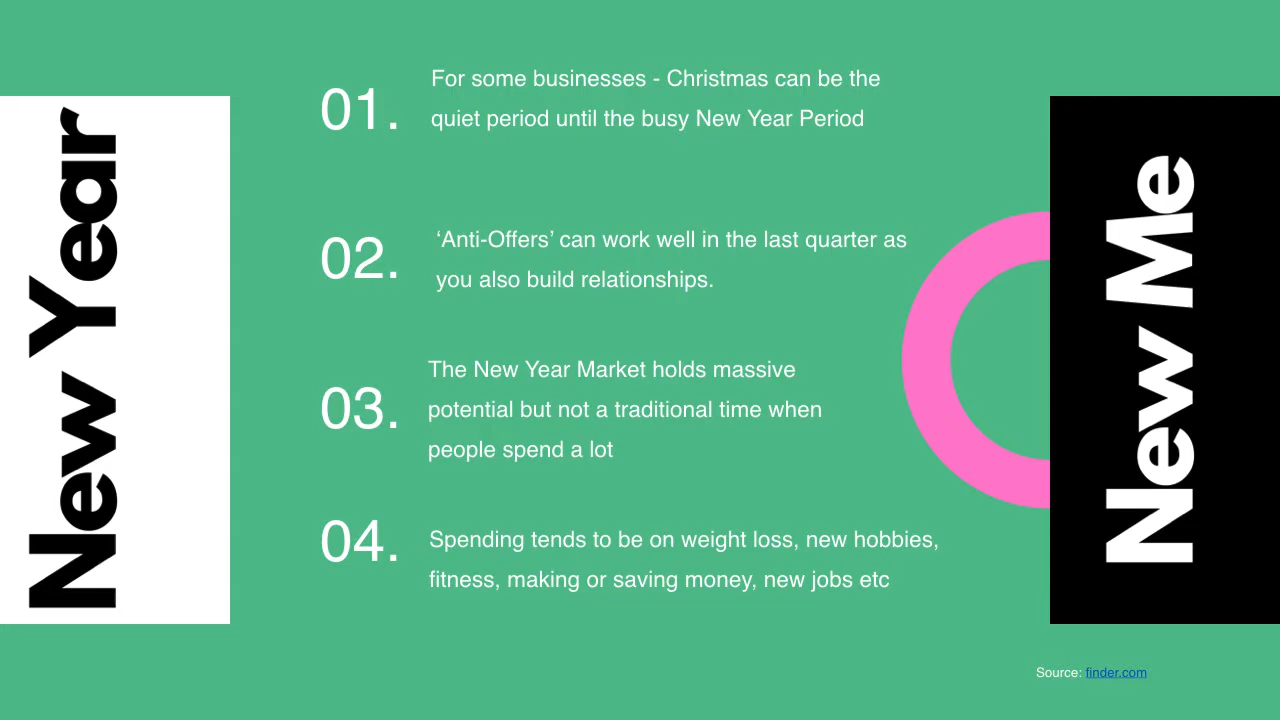 New Year
01.
For some businesses - Christmas can be the
quiet period until the busy New Year Period
02.
‘Anti-Offers’ can work well in the last quarter as
you also build relationships.
03.
The New Year Market holds massive
potential but not a traditional time when
people spend a lot
04.
Spending tends to be on weight loss, new hobbies,
fitness, making or saving money, new jobs etc
New Me
Source: finder.com